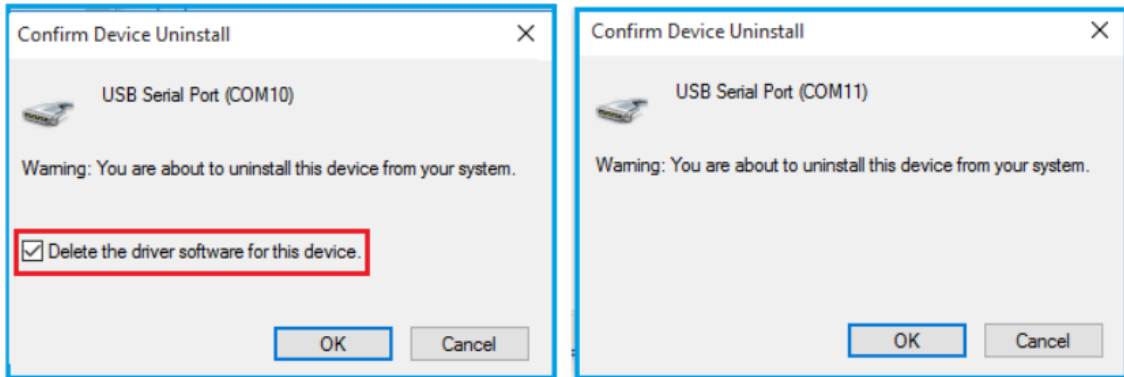 Confirm Device Uninstall
USB Serial Port (COM10)
Warning: You are about to uninstall this device from your system.
Delete the driver software for this device.
OK
Cancel
Confirm Device Uninstall
USB Serial Port (COM11)
Warning: You are about to uninstall this device from your system.
OK
Cancel